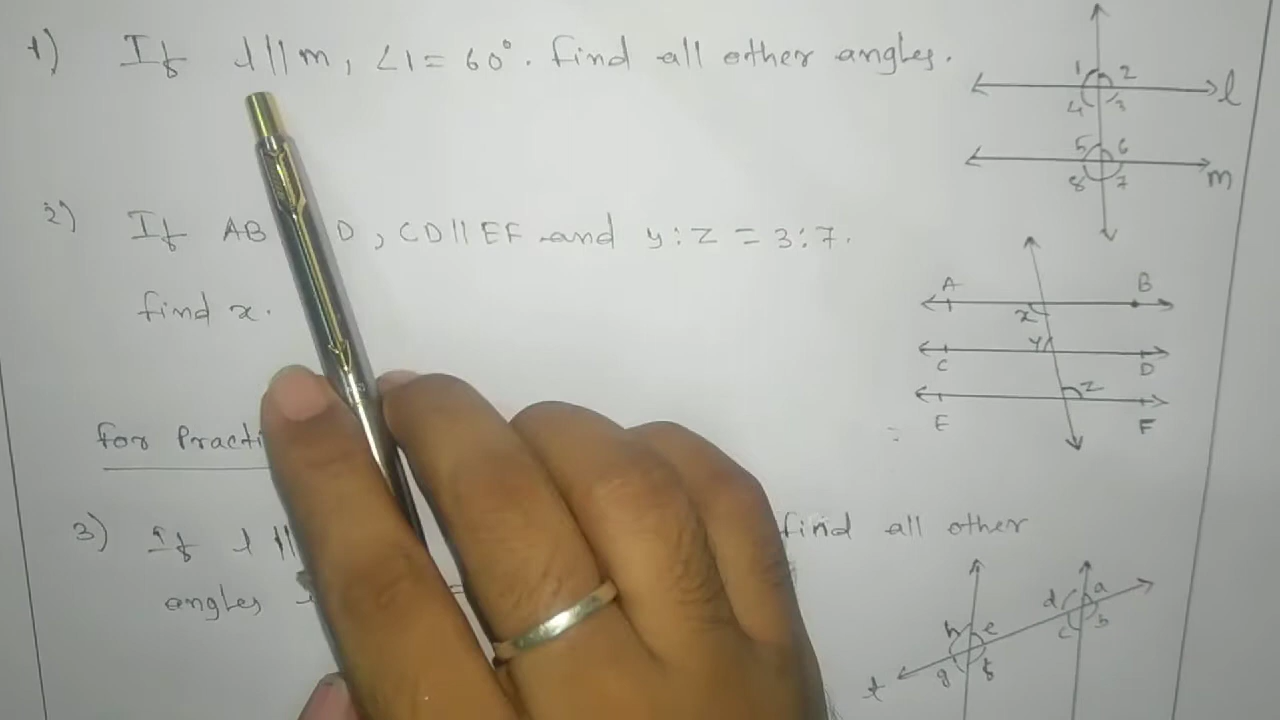 1) If l||m, ∠1 = 60°. find all other angles.
1 2
4 3
l
5 6
8 7
m
2) If AB D, CD||EF and y:z = 3:7.
find x.
A B
x
y
C D
z
E F
for Practi
=
3) If l || find all other
angles =
d a
c b
h e
g f
t